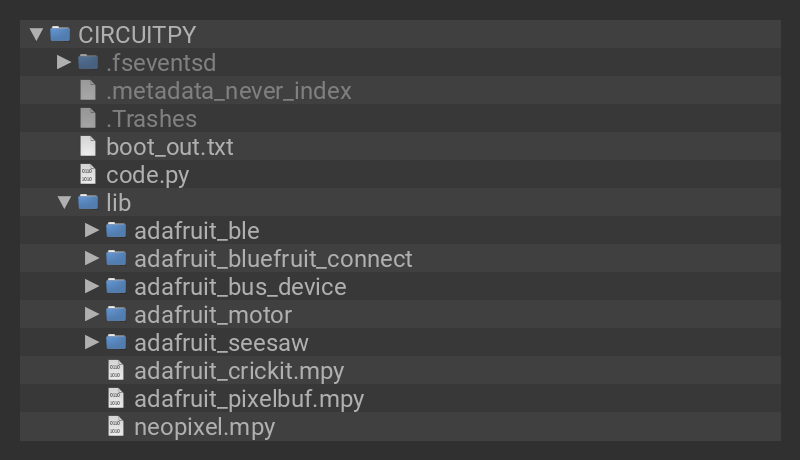 CIRCUITPY
.fseventsd
.metadata_never_index
.Trashes
boot_out.txt
code.py
lib
adafruit_ble
adafruit_bluefruit_connect
adafruit_bus_device
adafruit_motor
adafruit_seesaw
adafruit_crickit.mpy
adafruit_pixelbuf.mpy
neopixel.mpy